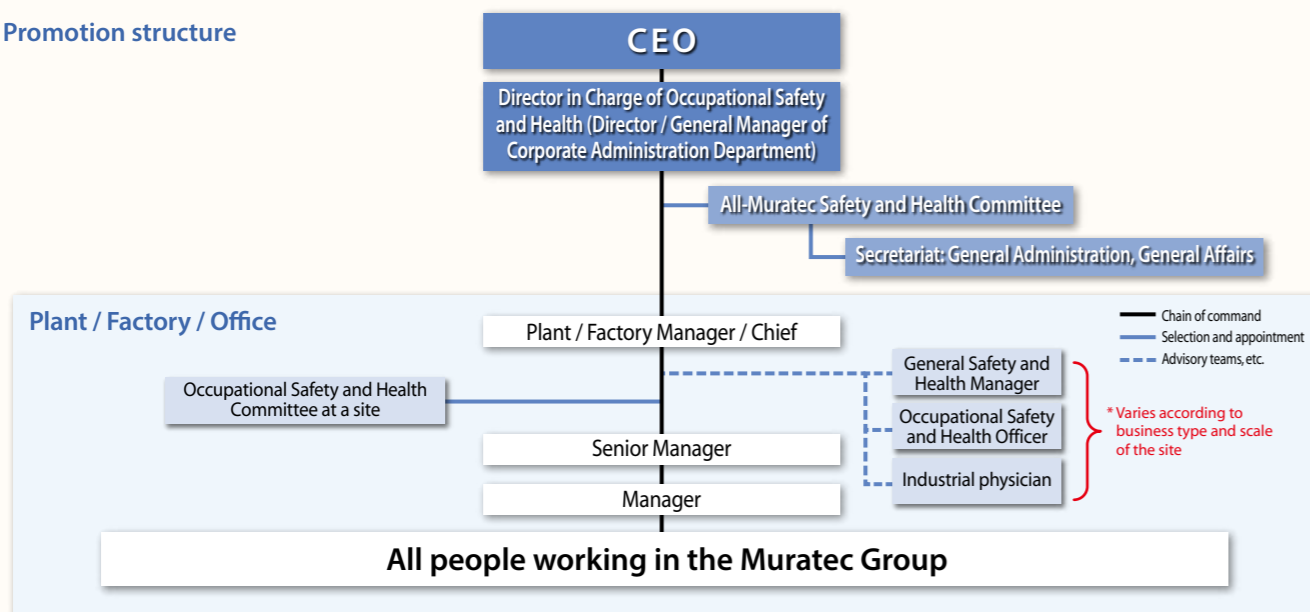 Promotion structure
CEO
Director in Charge of Occupational Safety
and Health (Director / General Manager of
Corporate Administration Department)
All-Muratec Safety and Health Committee
Secretariat: General Administration, General Affairs
Plant / Factory / Office
Plant / Factory Manager / Chief
Chain of command
Selection and appointment
Advisory teams, etc.
Occupational Safety and Health
Committee at a site
General Safety and
Health Manager
Occupational Safety
and Health Officer
Industrial physician
* Varies according to
business type and scale
of the site
Senior Manager
Manager
All people working in the Muratec Group